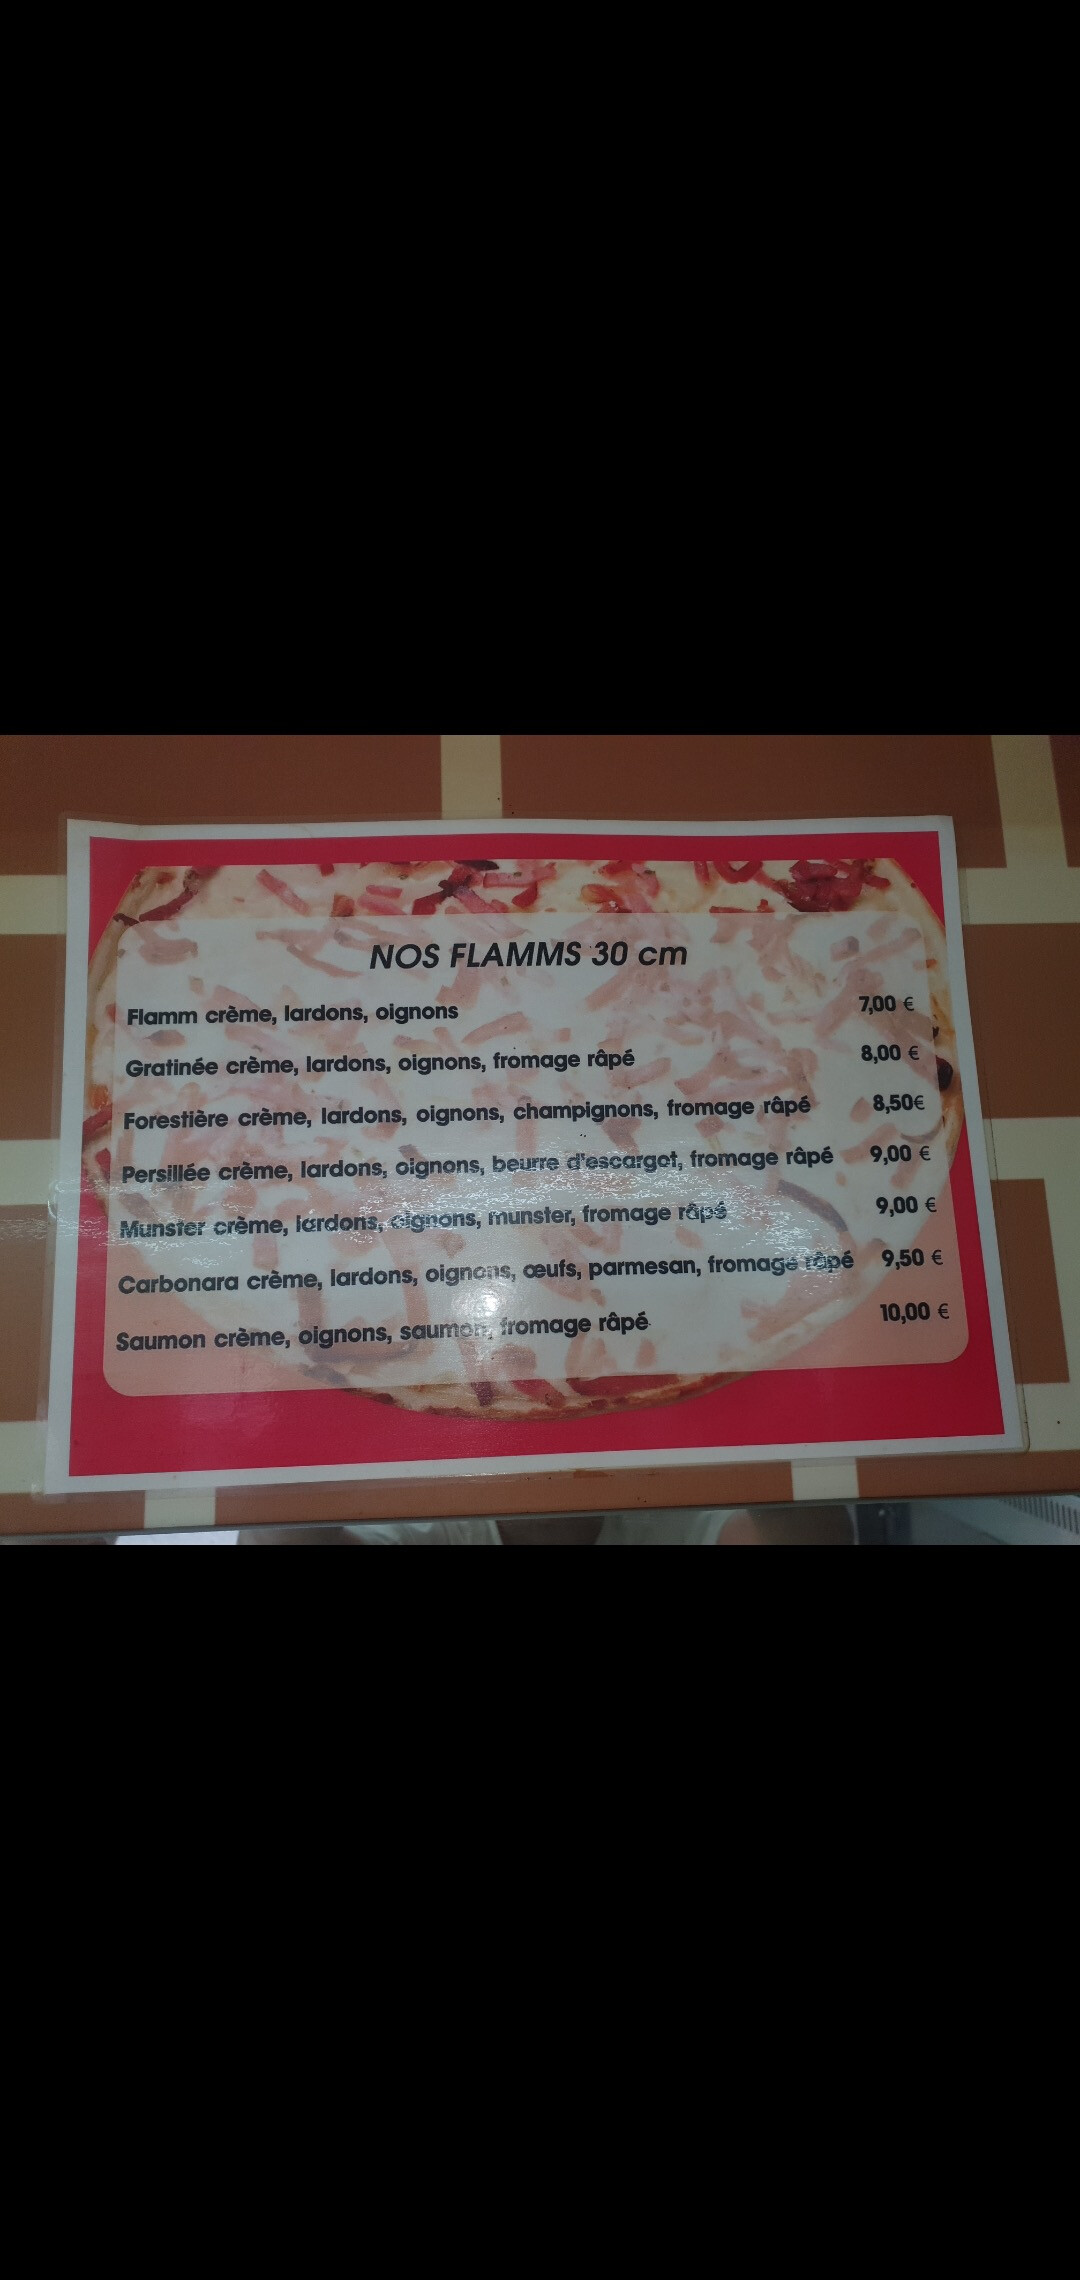 NOS FLAMMS 30 cm
Flamm crème, lardons, oignons 7,00 €
Gratinée crème, lardons, oignons, fromage râpé 8,00 €
Forestière crème, lardons, oignons, champignons, fromage râpé 8,50€
Persillée crème, lardons, oignons, beurre d'escargot, fromage râpé 9,00 €
Munster crème, lardons, oignons, munster, fromage râpé 9,00 €
Carbonara crème, lardons, oignons, œufs, parmesan, fromage râpé 9,50 €
Saumon crème, oignons, saumon, fromage râpé 10,00 €